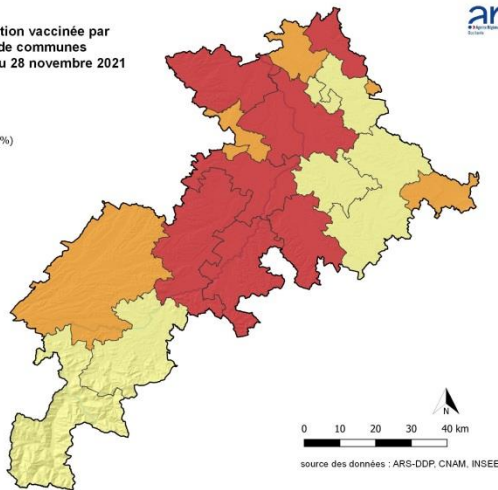 tion vaccinée par
de communes
u 28 novembre 2021
ar
%)
N
0 10 20 30 40 km
source des données : ARS-DDP, CNAM, INSEE